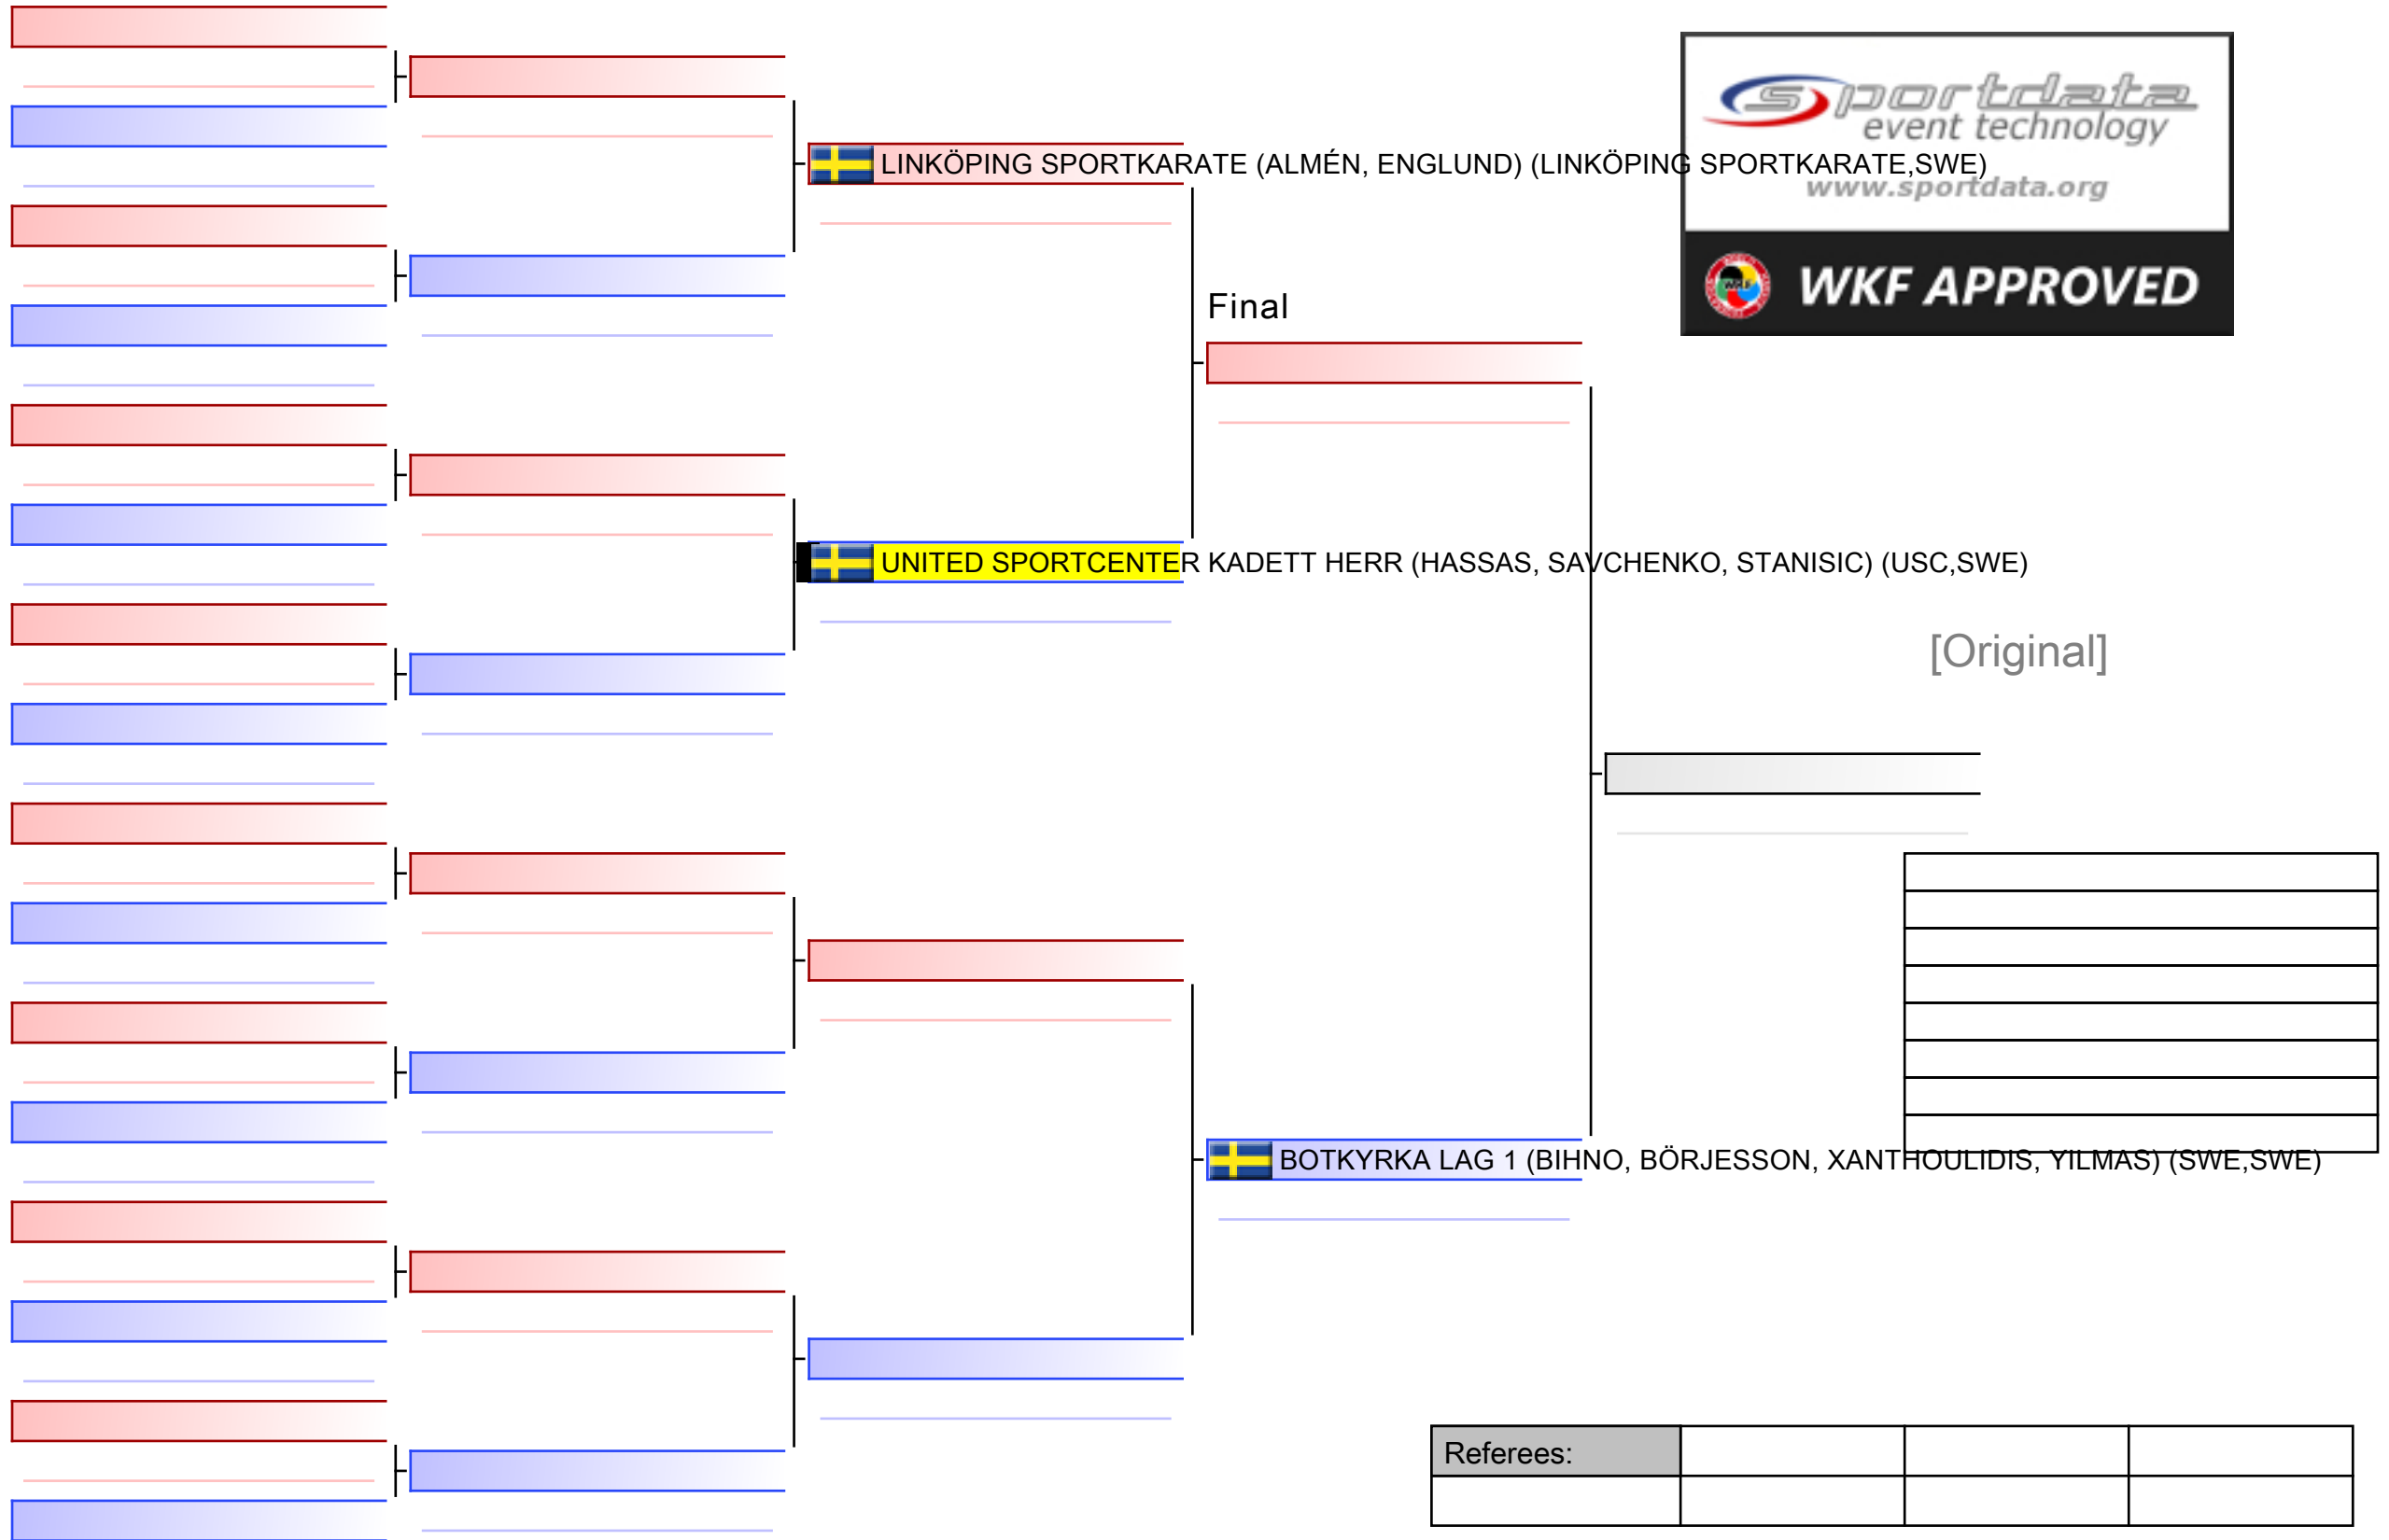 sportdata
event technology
LINKÖPING SPORTKARATE (ALMÉN, ENGLUND) (LINKÖPING SPORTKARATE,SWE)
www.sportdata.org
WKF APPROVED
Final
UNITED SPORTCENTER KADETT HERR (HASSAS, SAVCHENKO, STANISIC) (USC,SWE)
[Original]
BOTKYRKA LAG 1 (BIHNO, BÖRJESSON, XANTHOULIDIS, YILMAS) (SWE,SWE)
Referees: